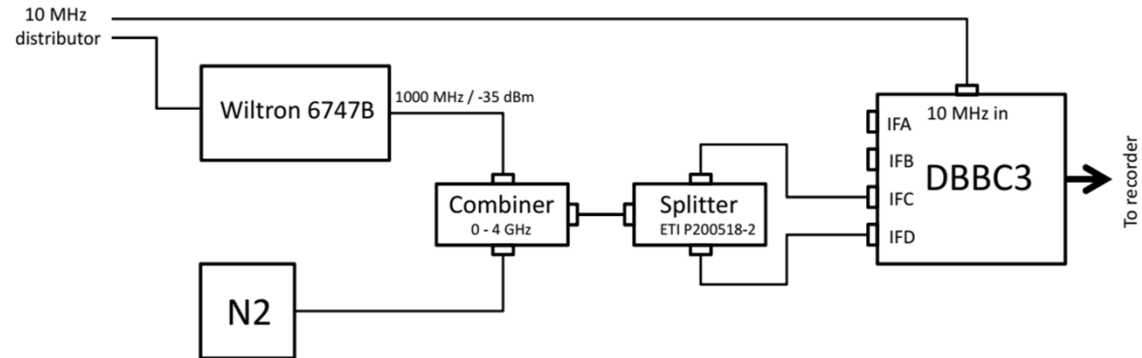 10 MHz
distributor
Wiltron 6747B
1000 MHz / -35 dBm
Combiner
0 - 4 GHz
Splitter
ETI P200518-2
10 MHz in
IFA
IFB
IFC
IFD
DBBC3
To recorder
N2